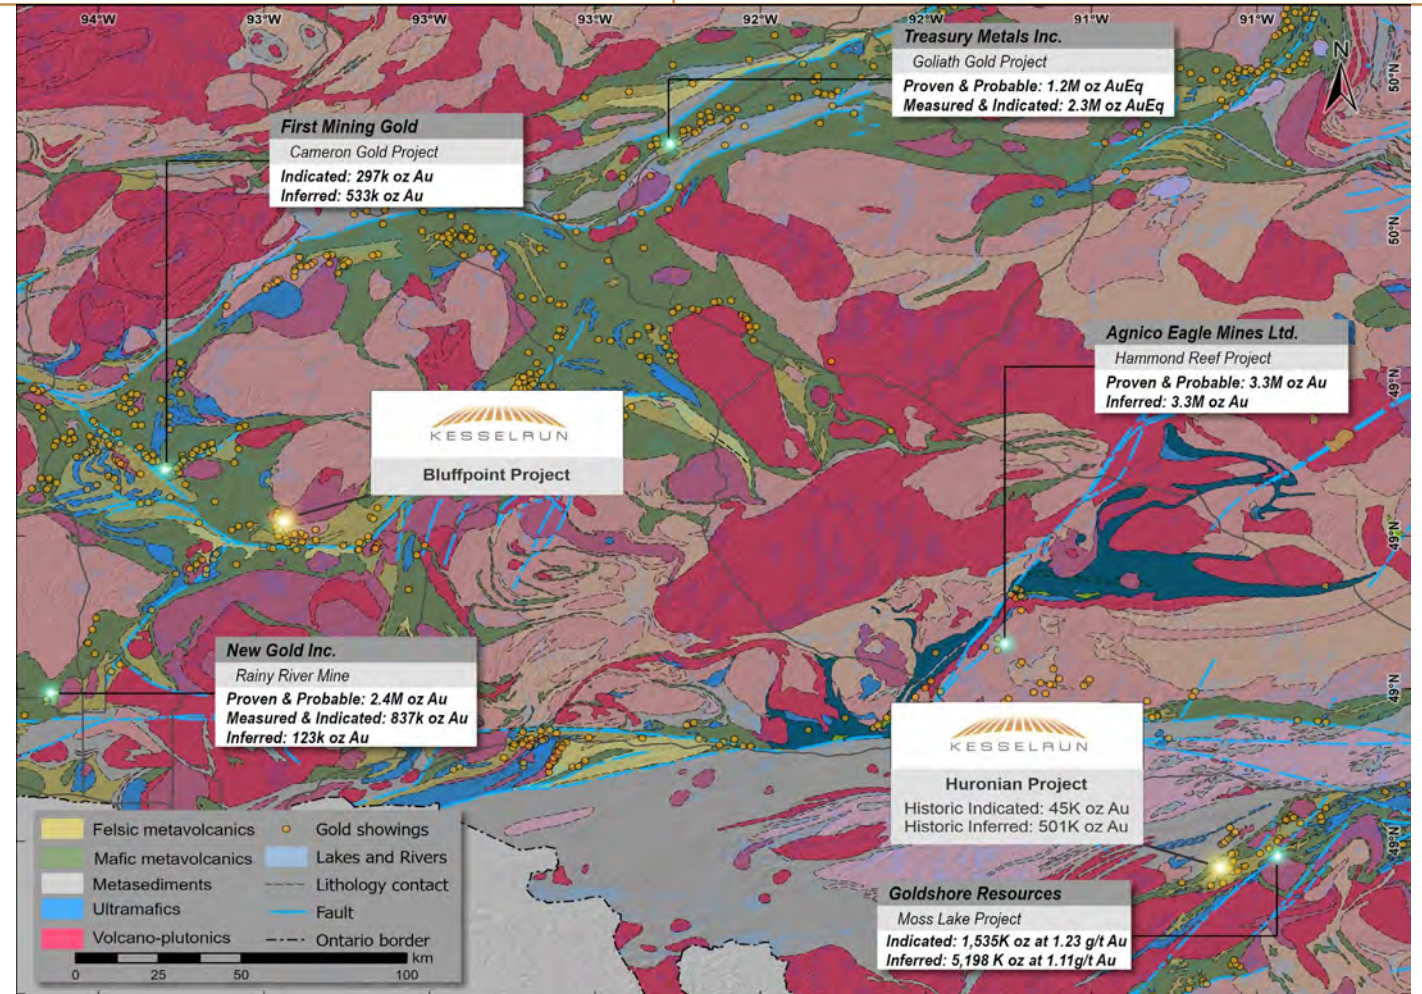 94°W 93°W 93°W 93°W 92°W 92°W 91°W 91°W
Treasury Metals Inc.
Goliath Gold Project
Proven & Probable: 1.2M oz AuEq
Measured & Indicated: 2.3M oz AuEq
N
50°N
First Mining Gold
Cameron Gold Project
Indicated: 297k oz Au
Inferred: 533k oz Au
50°N
Agnico Eagle Mines Ltd.
Hammond Reef Project
Proven & Probable: 3.3M oz Au
Inferred: 3.3M oz Au
49°N
KESSELRUN
Bluffpoint Project
49°N
New Gold Inc.
Rainy River Mine
Proven & Probable: 2.4M oz Au
Measured & Indicated: 837k oz Au
Inferred: 123k oz Au
49°N
KESSELRUN
Huronian Project
Historic Indicated: 45K oz Au
Historic Inferred: 501K oz Au
49°N
Goldshore Resources
Moss Lake Project
Indicated: 1,535K oz at 1.23 g/t Au
Inferred: 5,198 K oz at 1.11g/t Au
Felsic metavolcanics
Mafic metavolcanics
Metasediments
Ultramafics
Volcano-plutonics
Gold showings
Lakes and Rivers
Lithology contact
Fault
Ontario border
km
0 25 50 100